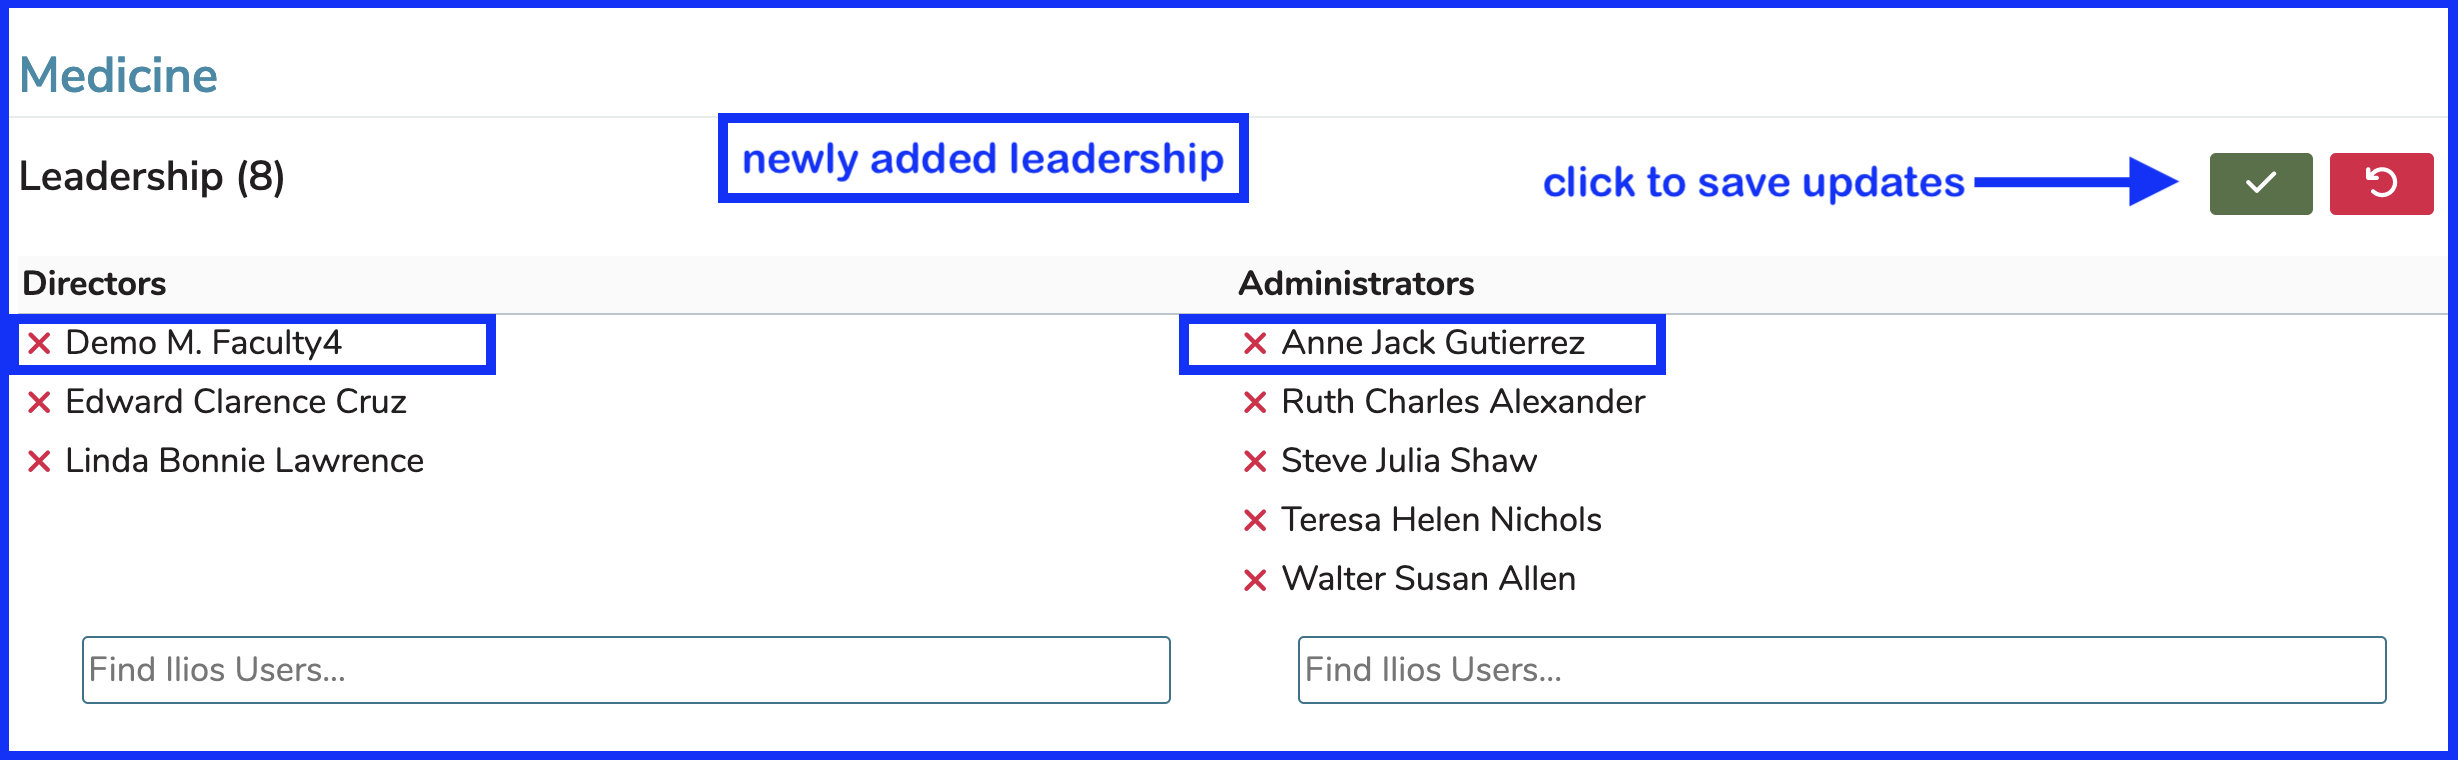 Medicine
newly added leadership
Leadership (8)
click to save updates
Directors
Administrators
Demo M. Faculty4
Anne Jack Gutierrez
Edward Clarence Cruz
Ruth Charles Alexander
Linda Bonnie Lawrence
Steve Julia Shaw
Teresa Helen Nichols
Walter Susan Allen
Find Ilios Users...
Find Ilios Users...